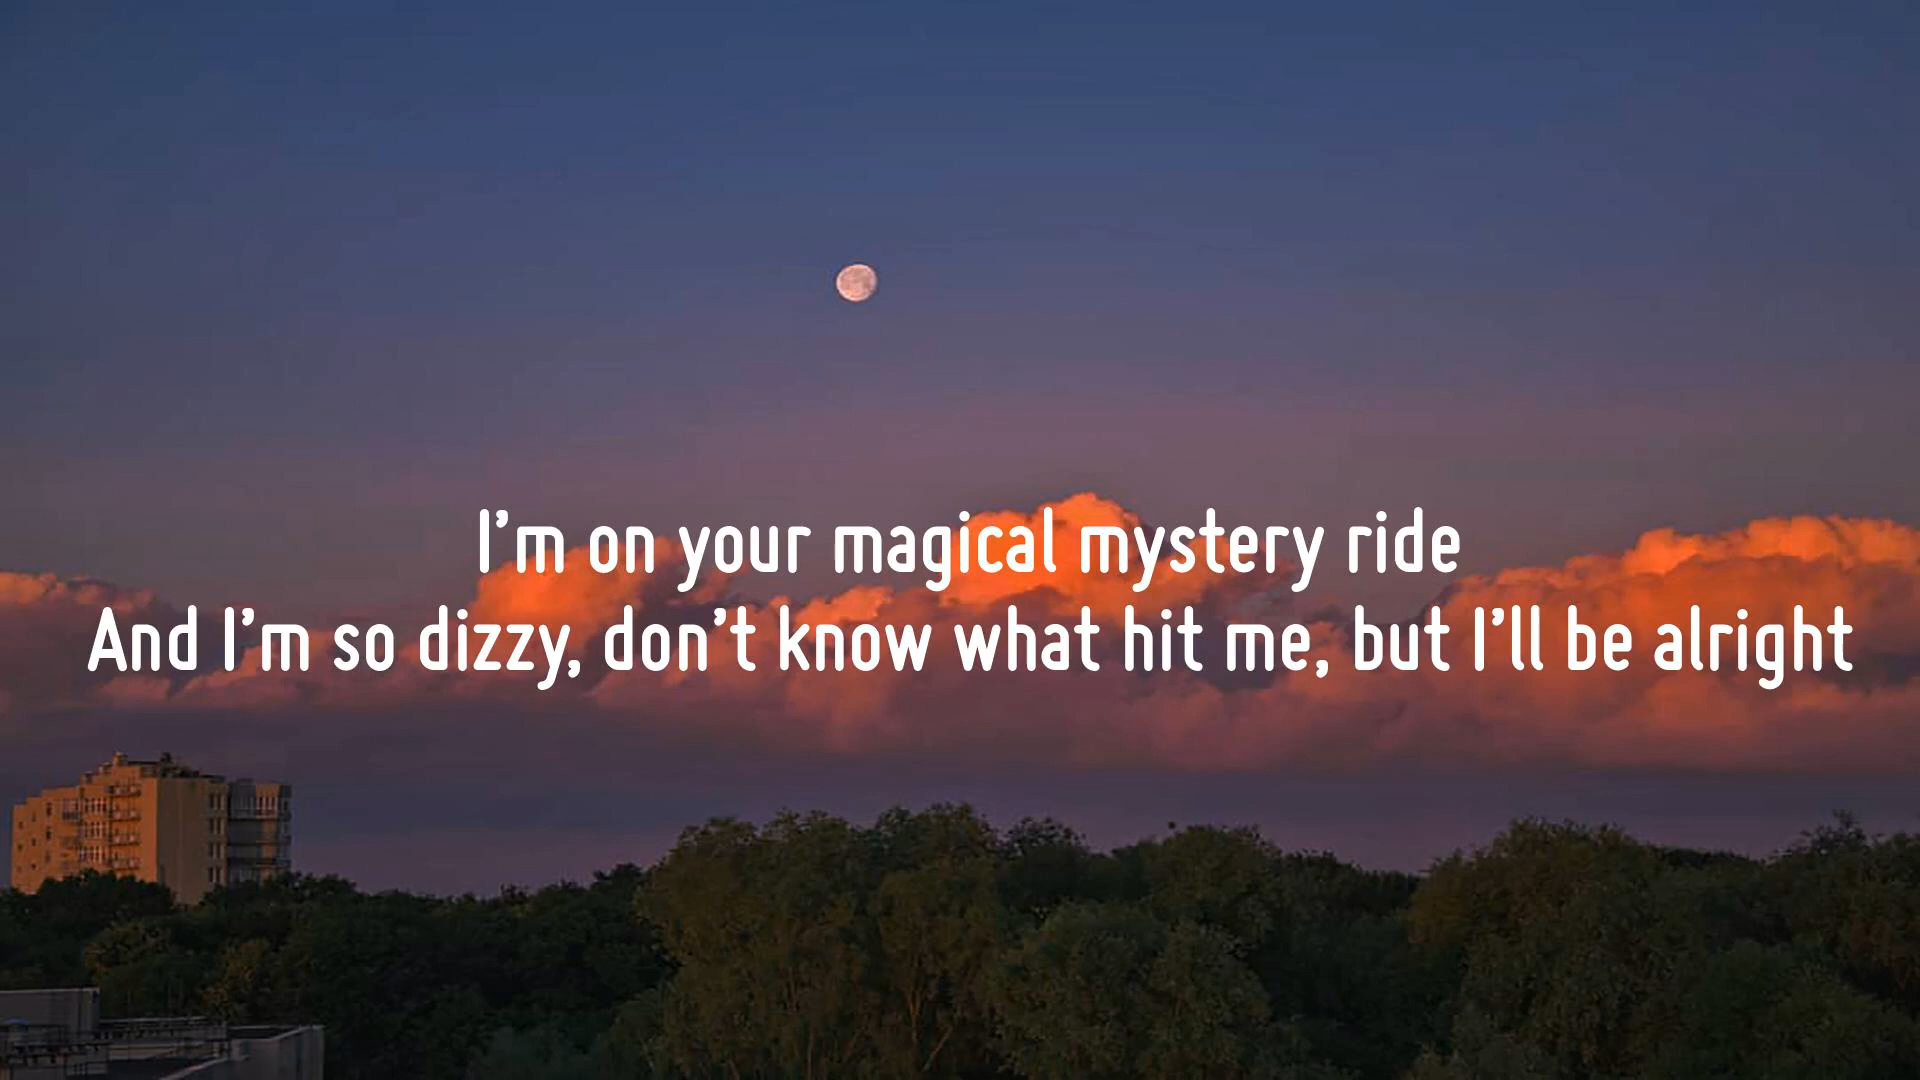 I'm on your magical mystery ride
And I'm so dizzy, don't know what hit me, but I'll be alright